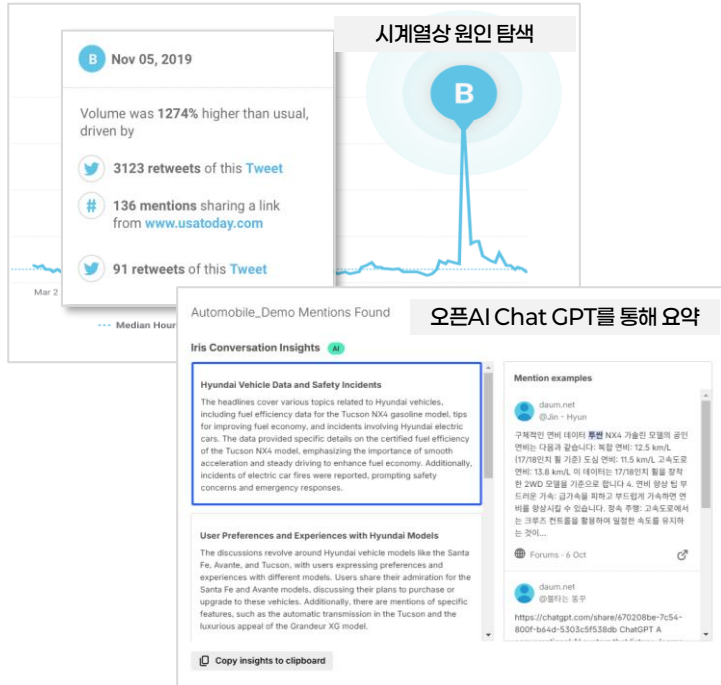 시계열상 원인 탐색
B
Nov 05, 2019
Volume was 1274% higher than usual,
driven by
3123 retweets of this Tweet
# 136 mentions sharing a link
from www.usatoday.com
91 retweets of this Tweet
B
Mar 2
Median Hour
오픈AI Chat GPT를 통해 요약
Automobile_Demo Mentions Found
Iris Conversation Insights AI
Hyundai Vehicle Data and Safety Incidents
The headlines cover various topics related to Hyundai vehicles,
including fuel efficiency data for the Tucson NX4 gasoline model, tips
for improving fuel economy, and incidents involving Hyundai electric
cars. The data provided specific details on the certified fuel efficiency
of the Tucson NX4 model, emphasizing the importance of smooth
acceleration and steady driving to enhance fuel economy. Additionally,
incidents of electric car fires were reported, prompting safety
concerns and emergency responses.
User Preferences and Experiences with Hyundai Models
The discussions revolve around Hyundai vehicle models like the Santa
Fe, Avante, and Tucson, with users expressing preferences and
experiences with different models. Users share their admiration for the
Santa Fe and Avante models, discussing their plans to purchase or
upgrade to these vehicles. Additionally, there are mentions of specific
features, such as the automatic transmission in the Tucson and the
luxurious appeal of the Grandeur XG model.
Copy insights to clipboard
Mention examples
daum.net
@Jin - Hyun
구체적인 연비 데이터 투싼 NX4 가솔린 모델의 공인
연비는 다음과 같습니다: 복합 연비: 12.5 km/L
(17/18인치 휠 기준) 도심 연비: 11.5 km/L 고속도로
연비: 13.8 km/L 이 데이터는 17/18인치 휠을 장착
한 2WD 모델을 기준으로 합니다 4. 연비 향상 팁 부
드러운 가속: 급가속을 피하고 부드럽게 가속하면 연
비를 향상시킬 수 있습니다. 정속 주행: 고속도로에서
는 크루즈 컨트롤을 활용하여 일정한 속도를 유지하
는 것이...
Forums - 6 Oct
daum.net
@불타는 동무
https://chatgpt.com/share/670208be-7c54-
800f-b64d-5303c5f538db ChatGPT A